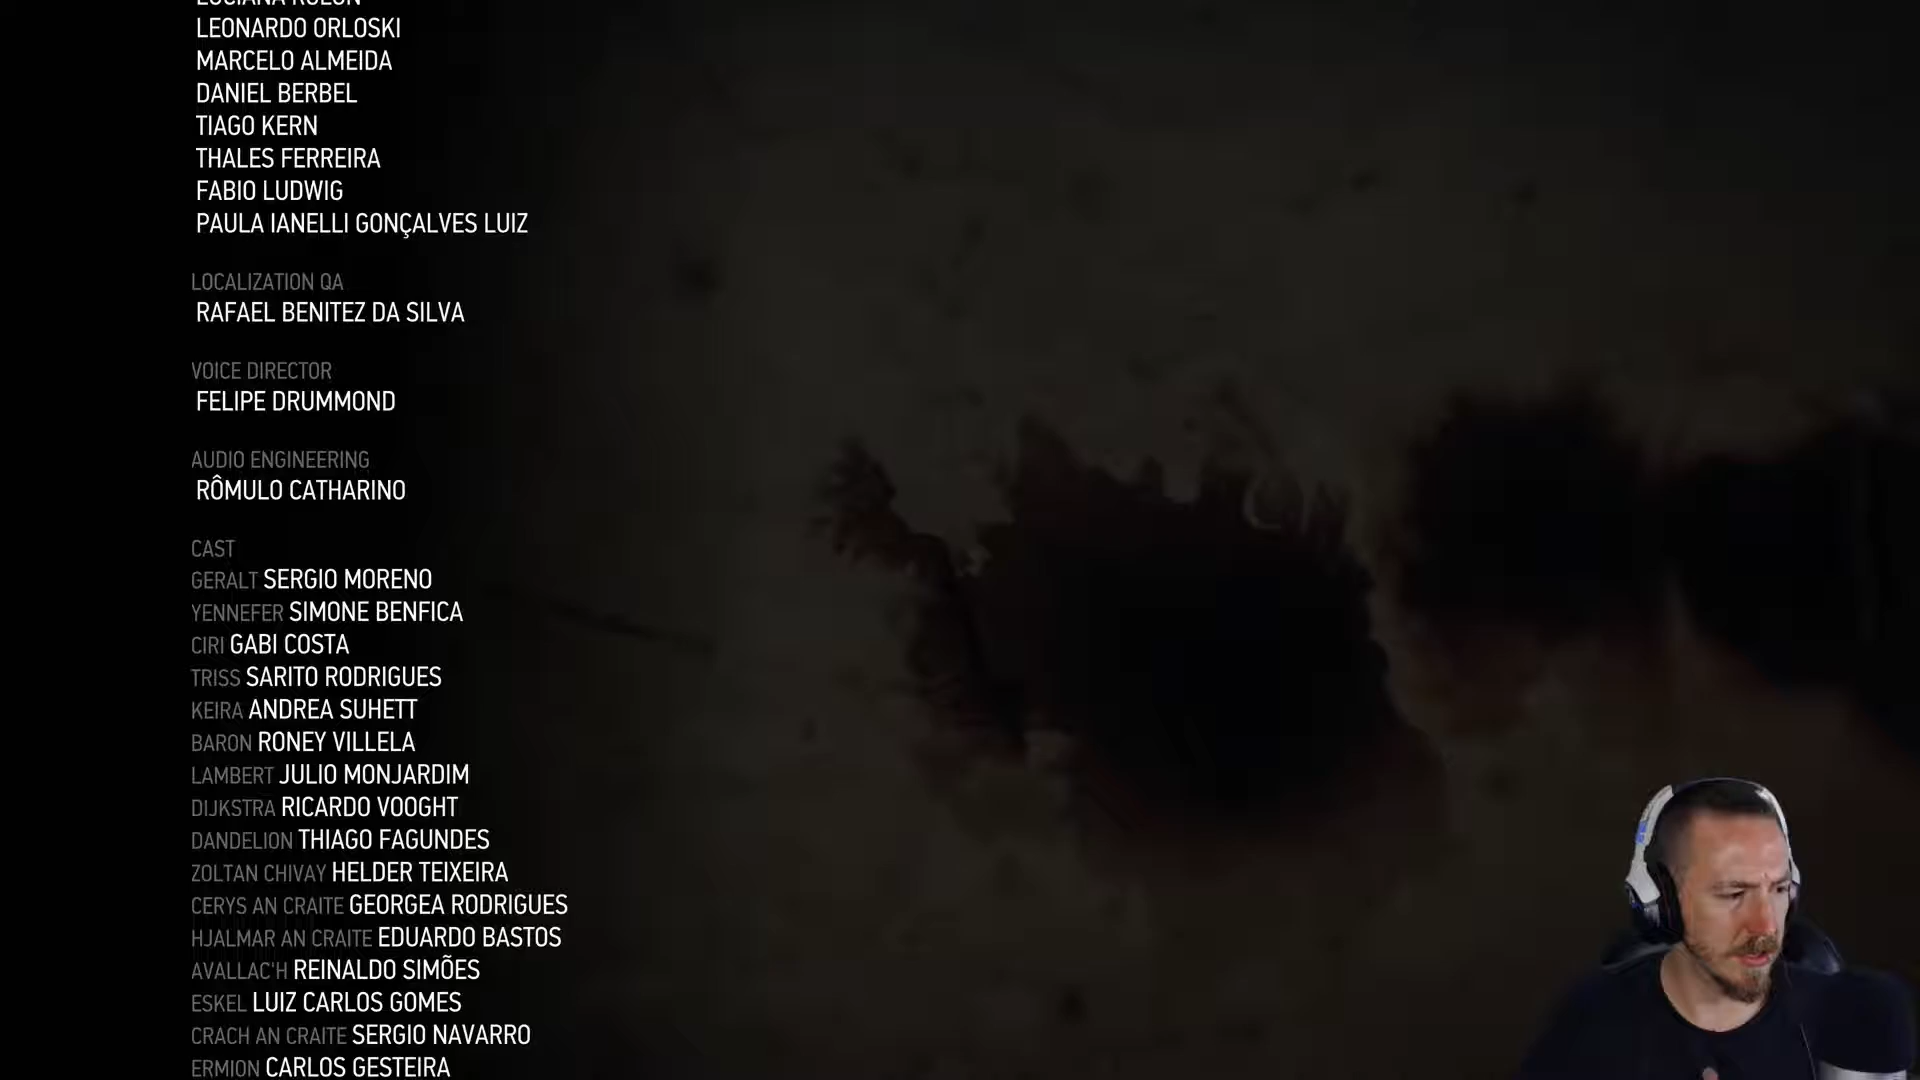 LEONARDO ORLOSKI
MARCELO ALMEIDA
DANIEL BERBEL
TIAGO KERN
THALES FERREIRA
FABIO LUDWIG
PAULA IANELLI GONÇALVES LUIZ
LOCALIZATION QA
RAFAEL BENITEZ DA SILVA
VOICE DIRECTOR
FELIPE DRUMMOND
AUDIO ENGINEERING
RÔMULO CATHARINO
CAST
GERALT SERGIO MORENO
YENNEFER SIMONE BENFICA
CIRI GABI COSTA
TRISS SARITO RODRIGUES
KEIRA ANDREA SUHETT
BARON RONEY VILLELA
LAMBERT JULIO MONJARDIM
DIJKSTRA RICARDO VOOGHT
DANDELION THIAGO FAGUNDES
ZOLTAN CHIVAY HELDER TEIXEIRA
CERYS AN CRAITE GEORGEA RODRIGUES
HJALMAR AN CRAITE EDUARDO BASTOS
AVALLAC'H REINALDO SIMÕES
ESKEL LUIZ CARLOS GOMES
CRACH AN CRAITE SERGIO NAVARRO
ERMION CARLOS GESTEIRA